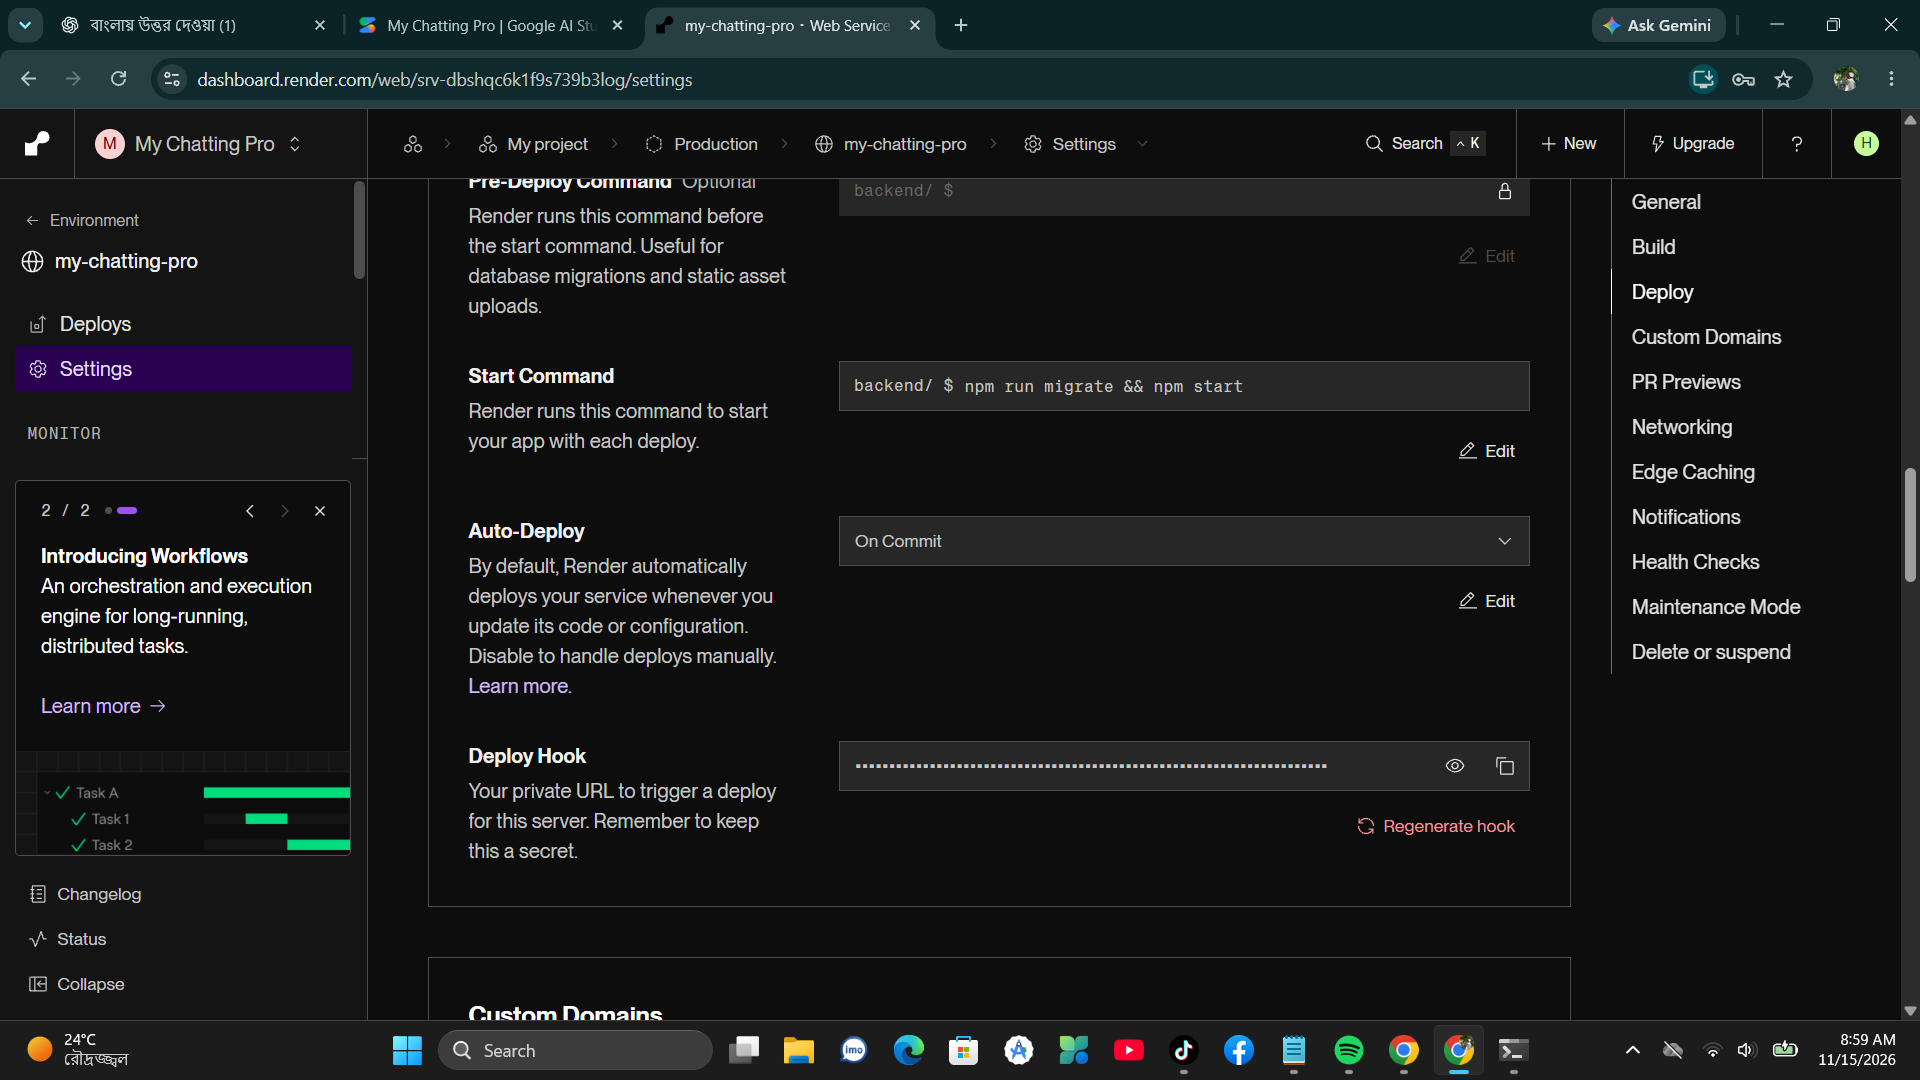 বাংলায় উত্তর দেওয়া (1)
My Chatting Pro | Google AI Stu
my-chatting-pro · Web Service
Ask Gemini
dashboard.render.com/web/srv-dbshqc6k1f9s739b3log/settings
M My Chatting Pro
My project
Production
my-chatting-pro
Settings
Search
K
New
Upgrade
?
H
Environment
my-chatting-pro
Deploys
Settings
MONITOR
2 / 2
Introducing Workflows
An orchestration and execution
engine for long-running,
distributed tasks.
Learn more →
Task A
Task 1
Task 2
Changelog
Status
Collapse
Pre-Deploy Command Optional
Render runs this command before
the start command. Useful for
database migrations and static asset
uploads.
backend/ $
Edit
Start Command
Render runs this command to start
your app with each deploy.
backend/ $ npm run migrate && npm start
Edit
Auto-Deploy
By default, Render automatically
deploys your service whenever you
update its code or configuration.
Disable to handle deploys manually.
Learn more.
On Commit
Edit
Deploy Hook
Your private URL to trigger a deploy
for this server. Remember to keep
this a secret.
Regenerate hook
Custom Domains
General
Build
Deploy
Custom Domains
PR Previews
Networking
Edge Caching
Notifications
Health Checks
Maintenance Mode
Delete or suspend
24°C
রৌদ্রজ্জ্বল
Search
imo
8:59 AM
11/15/2026